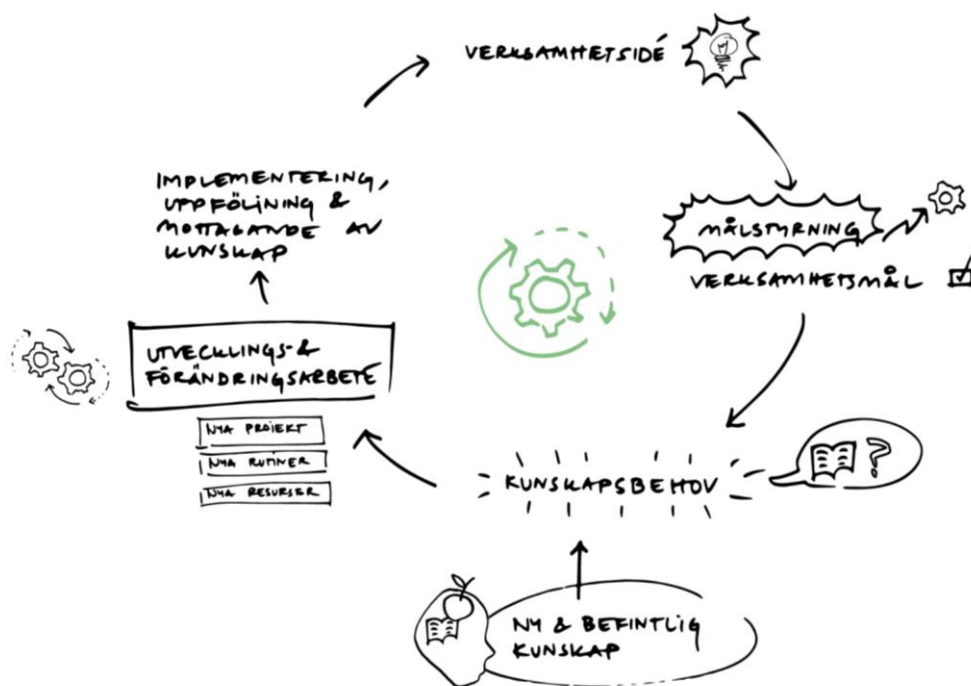 VERKSAMHETSIDÉ
IMPLEMENTERING,
UPPFÖLJNING &
MOTTAGANDE AV
KUNSKAP
MÅLSTYRNING
VERKSAMHETSMÅL
UTVECKLINGS- &
FÖRÄNDRINGSARBETE
NYA PROJEKT
NYA RUTINER
NYA RESURSER
KUNSKAPSBEHOV
?
NY & BEFINTLIG
KUNSKAP